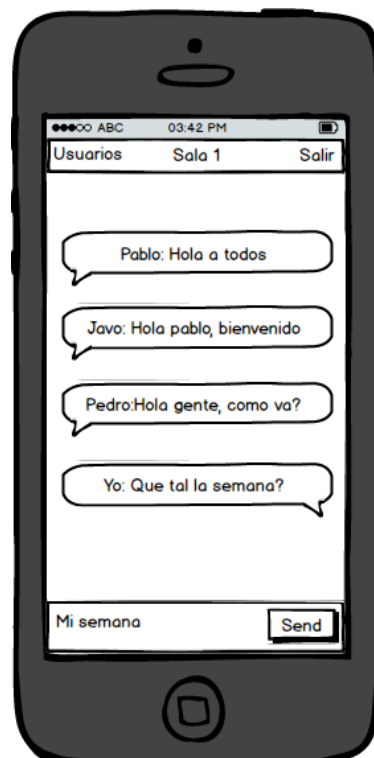 ABC 03:42 PM
Usuarios Sala 1 Salir
Pablo: Hola a todos
Javo: Hola pablo, bienvenido
Pedro:Hola gente, como va?
Yo: Que tal la semana?
Mi semana Send